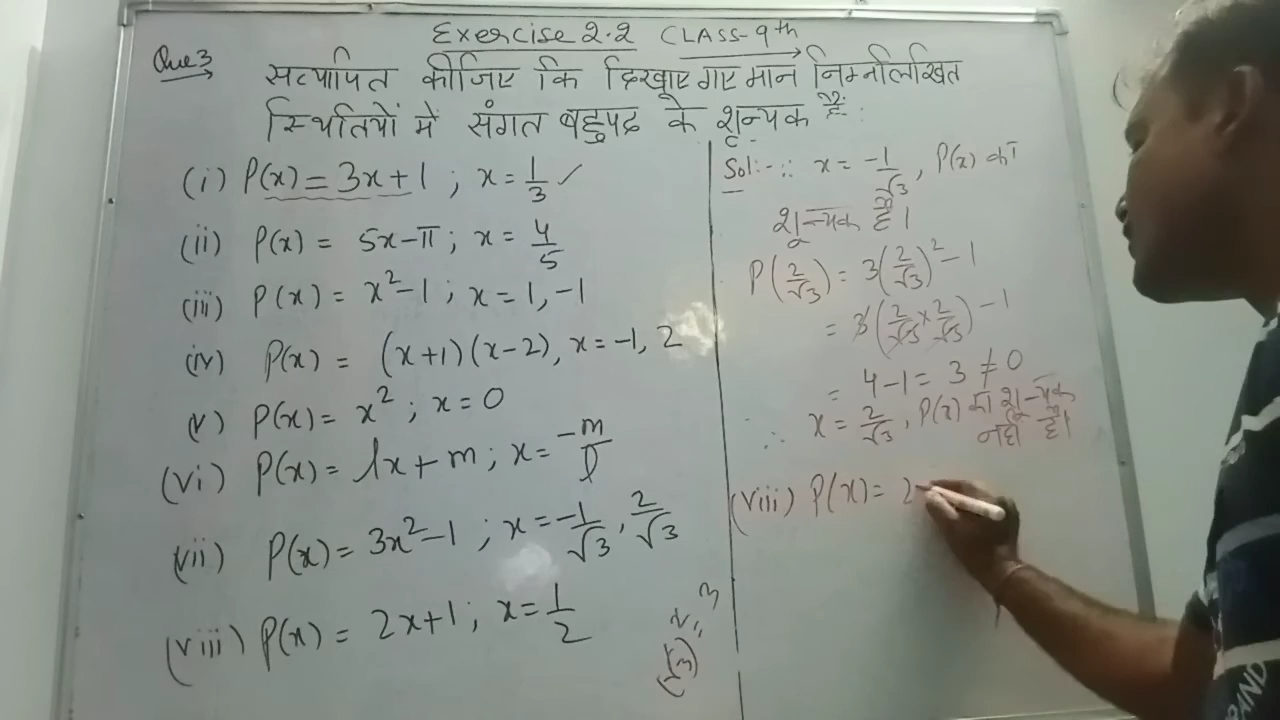 Exercise 2.2 CLASS-9th
Que3
सत्यापित कीजिए कि दिखाए गए मान निम्नलिखित
स्थितियों में संगत बहुपद के शून्यक हैं:
(i) P(x) = 3x+1 ; x = 1/3 ✓
(ii) P(x) = 5x-π ; x = 4/5
(iii) P(x) = x²-1 ; x = 1, -1
(iv) P(x) = (x+1)(x-2), x = -1, 2
(v) P(x) = x² ; x = 0
(vi) P(x) = lx + m ; x = -m/l
(vii) P(x) = 3x²-1 ; x = -1/√3, 2/√3
(viii) P(x) = 2x+1 ; x = 1/2
Sol:- ∴ x = -1/√3, P(x) का
शून्यक है।
P(2/√3) = 3(2/√3)² - 1
= 3(2/√3 × 2/√3) - 1
= 4-1 = 3 ≠ 0
∴ x = 2/√3, P(x) का शून्यक
नहीं है।
(viii) P(x) = 2
RAND